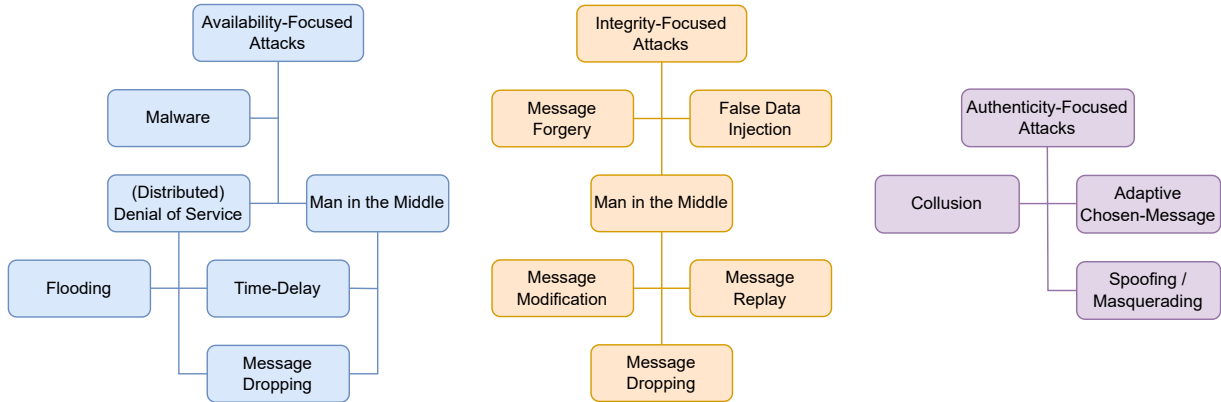 Availability-Focused
Attacks
Malware
(Distributed)
Denial of Service
Man in the Middle
Flooding
Time-Delay
Message
Dropping
Integrity-Focused
Attacks
Message
Forgery
False Data
Injection
Man in the Middle
Message
Modification
Message
Replay
Message
Dropping
Authenticity-Focused
Attacks
Collusion
Adaptive
Chosen-Message
Spoofing /
Masquerading